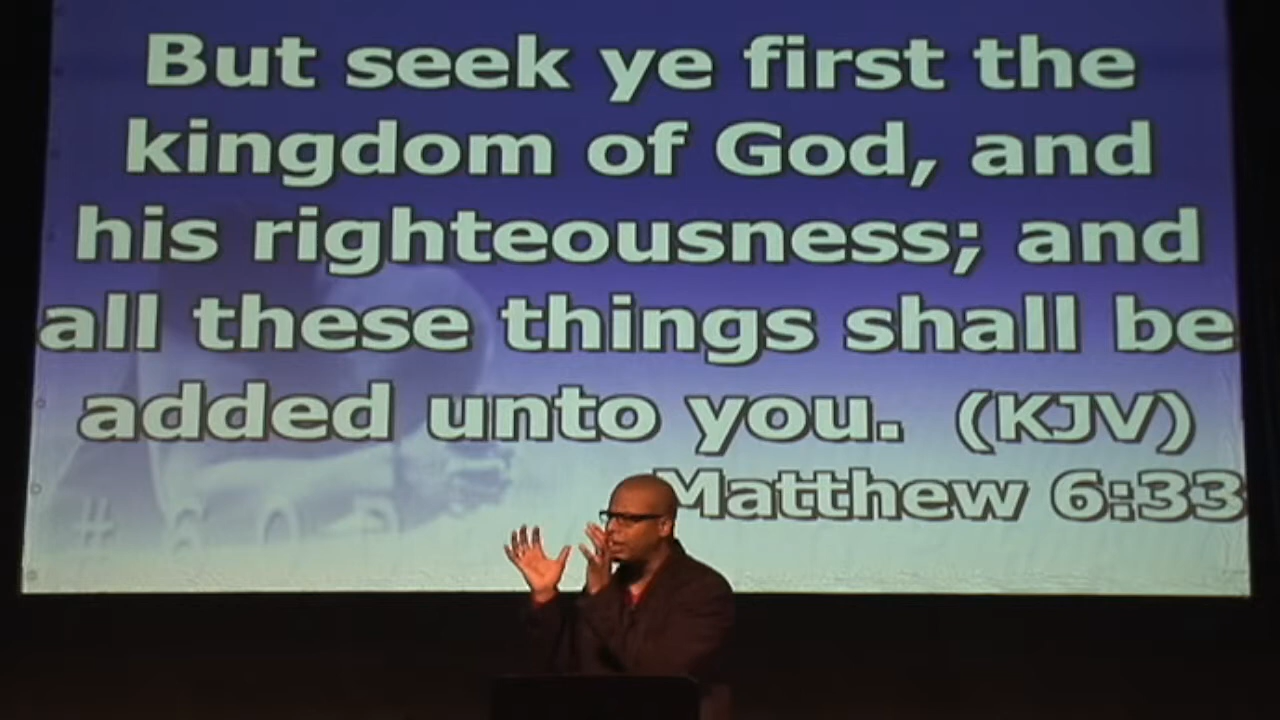 But seek ye first the
kingdom of God, and
his righteousness; and
all these things shall be
added unto you. (KJV)
Matthew 6:33